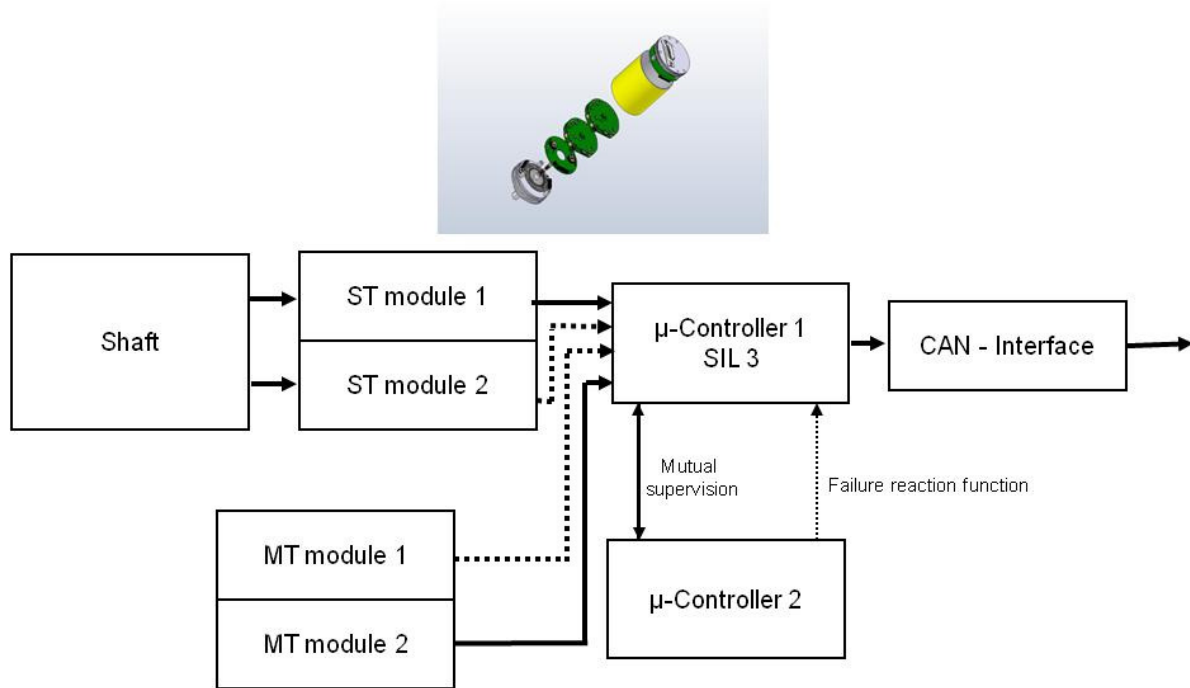 Shaft
ST module 1
ST module 2
µ-Controller 1
SIL 3
CAN - Interface
Mutual
supervision
Failure reaction function
MT module 1
MT module 2
µ-Controller 2